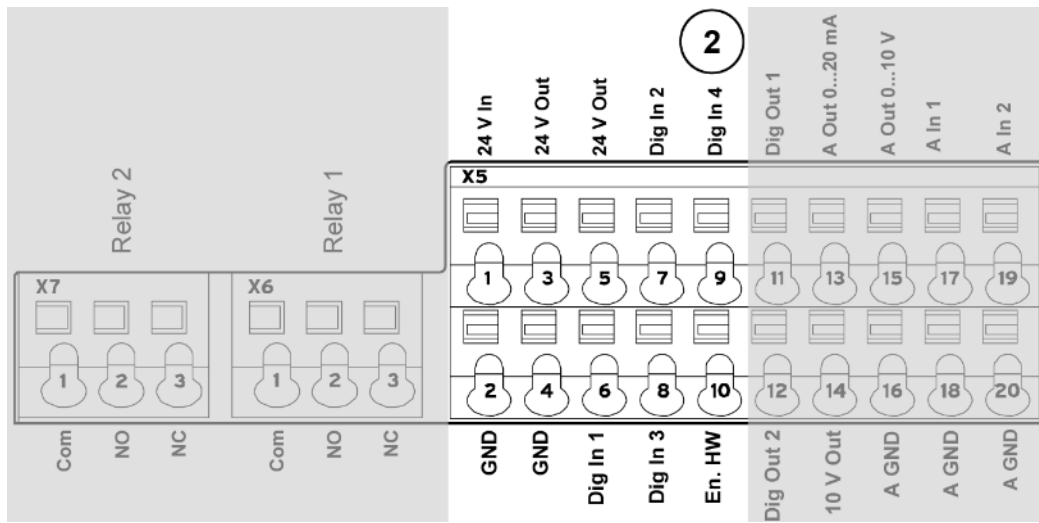 2
24 V In
24 V Out
24 V Out
Dig In 2
Dig In 4
Dig Out 1
A Out 0...20 mA
A Out 0...10 V
A In 1
A In 2
Relay 2
Relay 1
X5
1 3 5 7 9 11 13 15 17 19
X7
X6
1 2 3
1 2 3
2 4 6 8 10 12 14 16 18 20
Com
NO
NC
Com
NO
NC
GND
GND
Dig In 1
Dig In 3
En. HW
Dig Out 2
10 V Out
A GND
A GND
A GND